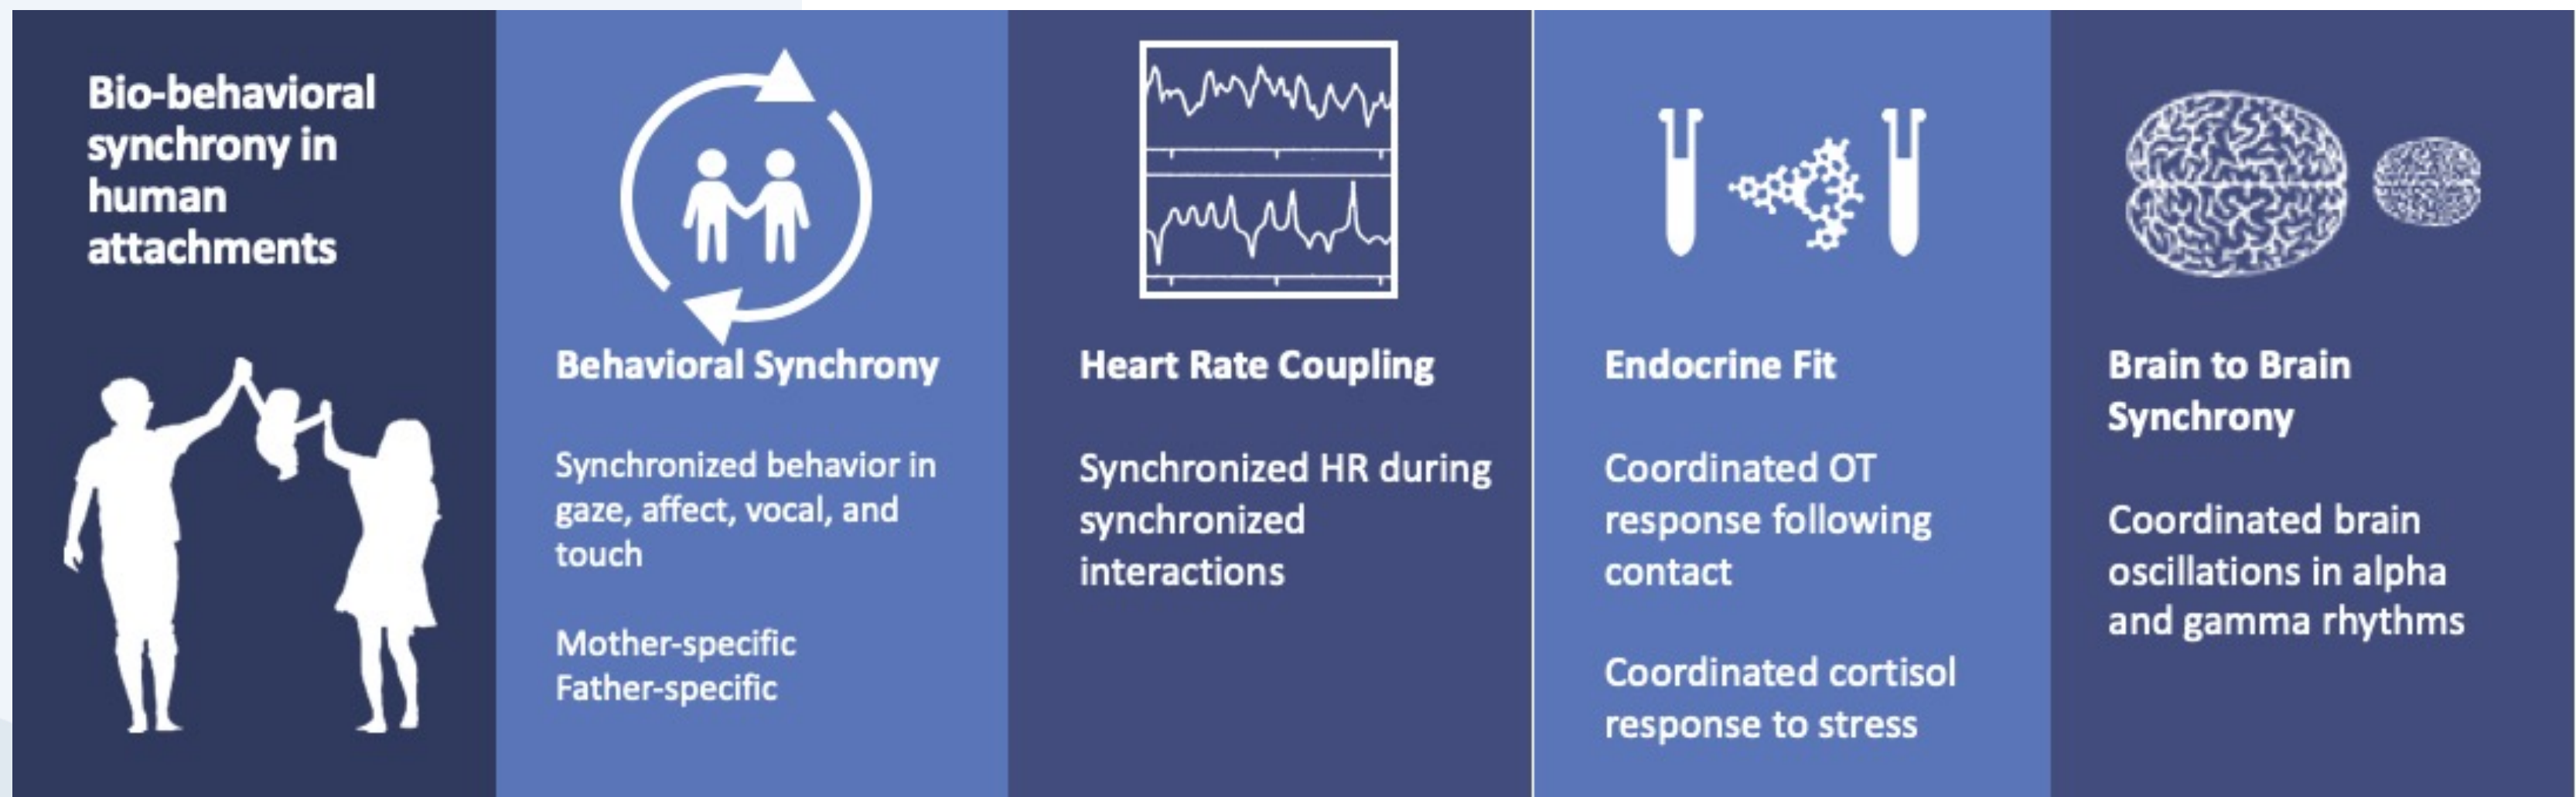 Bio-behavioral
synchrony in
human
attachments
Behavioral Synchrony
Synchronized behavior in
gaze, affect, vocal, and
touch
Mother-specific
Father-specific
Heart Rate Coupling
Synchronized HR during
synchronized
interactions
Endocrine Fit
Coordinated OT
response following
contact
Coordinated cortisol
response to stress
Brain to Brain
Synchrony
Coordinated brain
oscillations in alpha
and gamma rhythms